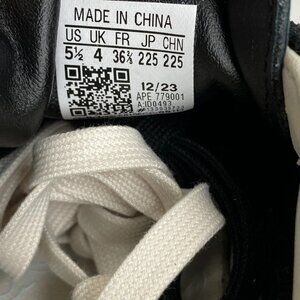 MADE IN CHINA
US UK FR JP CHN
5½ 4 36⅔ 225 225
12/23
APE 779001
A:ID0493